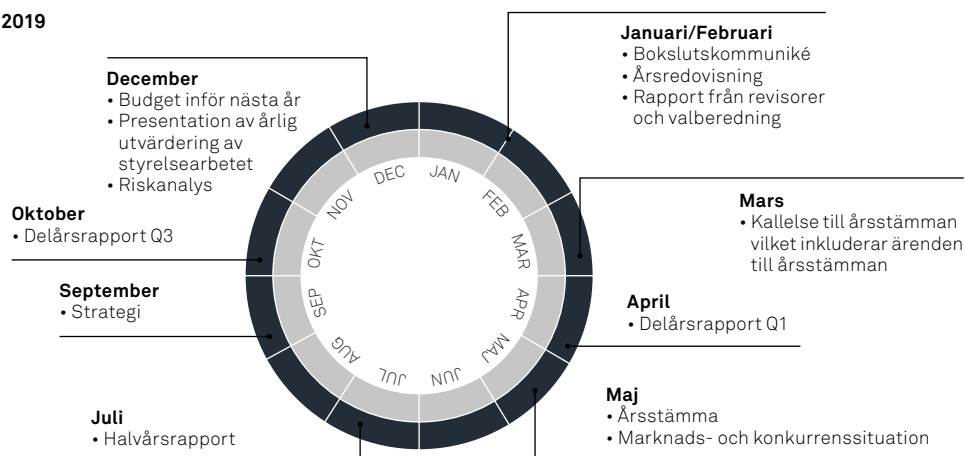 2019
Januari/Februari
• Bokslutskommuniké
• Årsredovisning
• Rapport från revisorer
och valberedning
December
• Budget inför nästa år
• Presentation av årlig
utvärdering av
styrelsearbetet
• Riskanalys
Mars
• Kallelse till årsstämman
vilket inkluderar ärenden
till årsstämman
Oktober
• Delårsrapport Q3
September
• Strategi
April
• Delårsrapport Q1
Juli
• Halvårsrapport
Maj
• Årsstämma
• Marknads- och konkurrenssituation
JAN
FEB
MAR
APR
MAJ
JUN
JUL
AUG
SEP
OKT
NOV
DEC